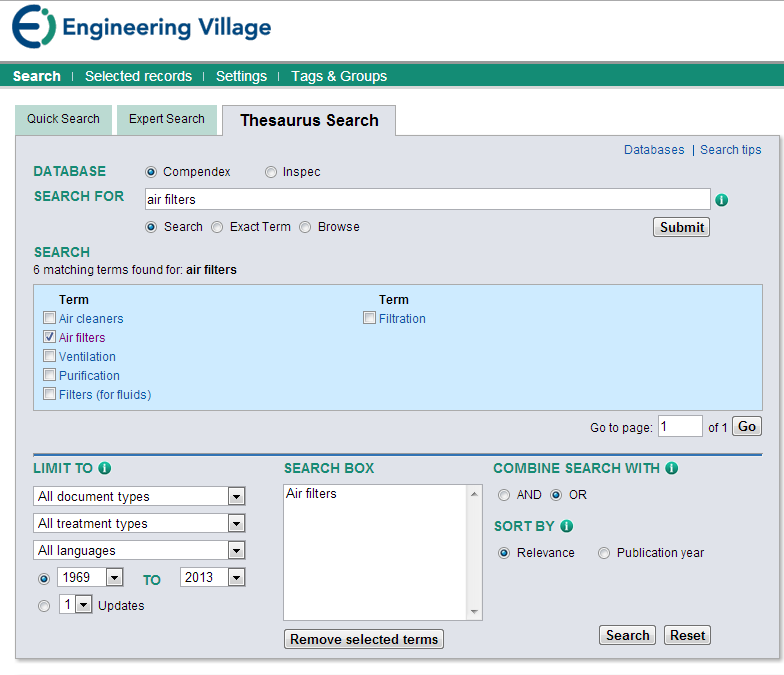 Engineering Village
Search | Selected records | Settings | Tags & Groups
Quick Search Expert Search Thesaurus Search
Databases | Search tips
DATABASE Compendex Inspec
SEARCH FOR air filters
Search Exact Term Browse Submit
SEARCH
6 matching terms found for: air filters
Term Term
Air cleaners Filtration
Air filters
Ventilation
Purification
Filters (for fluids)
Go to page: 1 of 1 Go
LIMIT TO SEARCH BOX COMBINE SEARCH WITH
All document types Air filters AND OR
All treatment types SORT BY
All languages Relevance Publication year
1969 TO 2013
1 Updates
Remove selected terms Search Reset